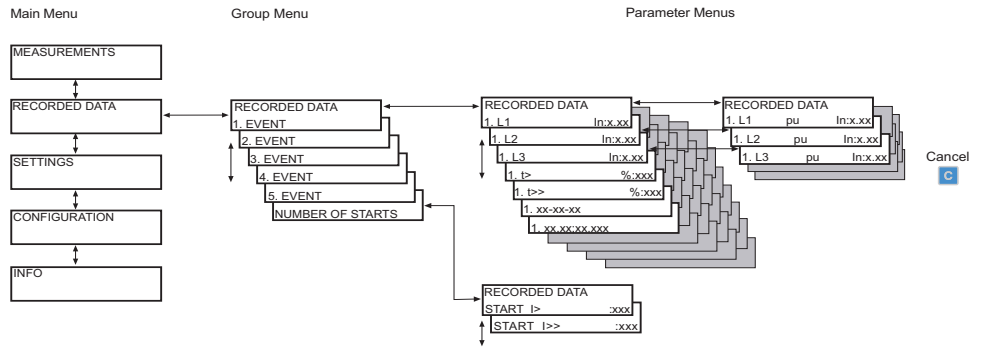 Main Menu
Group Menu
Parameter Menus
MEASUREMENTS
RECORDED DATA
SETTINGS
CONFIGURATION
INFO
RECORDED DATA
1. EVENT
2. EVENT
3. EVENT
4. EVENT
5. EVENT
NUMBER OF STARTS
RECORDED DATA
1. L1 In:x.xx
1. L2 In:x.xx
1. L3 In:x.xx
1. t> %:xxx
1. t>> %:xxx
1. xx-xx-xx
1. xx.xx:xx.xxx
RECORDED DATA
1. L1 pu In:x.xx
1. L2 pu In:x.xx
1. L3 pu In:x.xx
Cancel
C
RECORDED DATA
START I> :xxx
START I>> :xxx